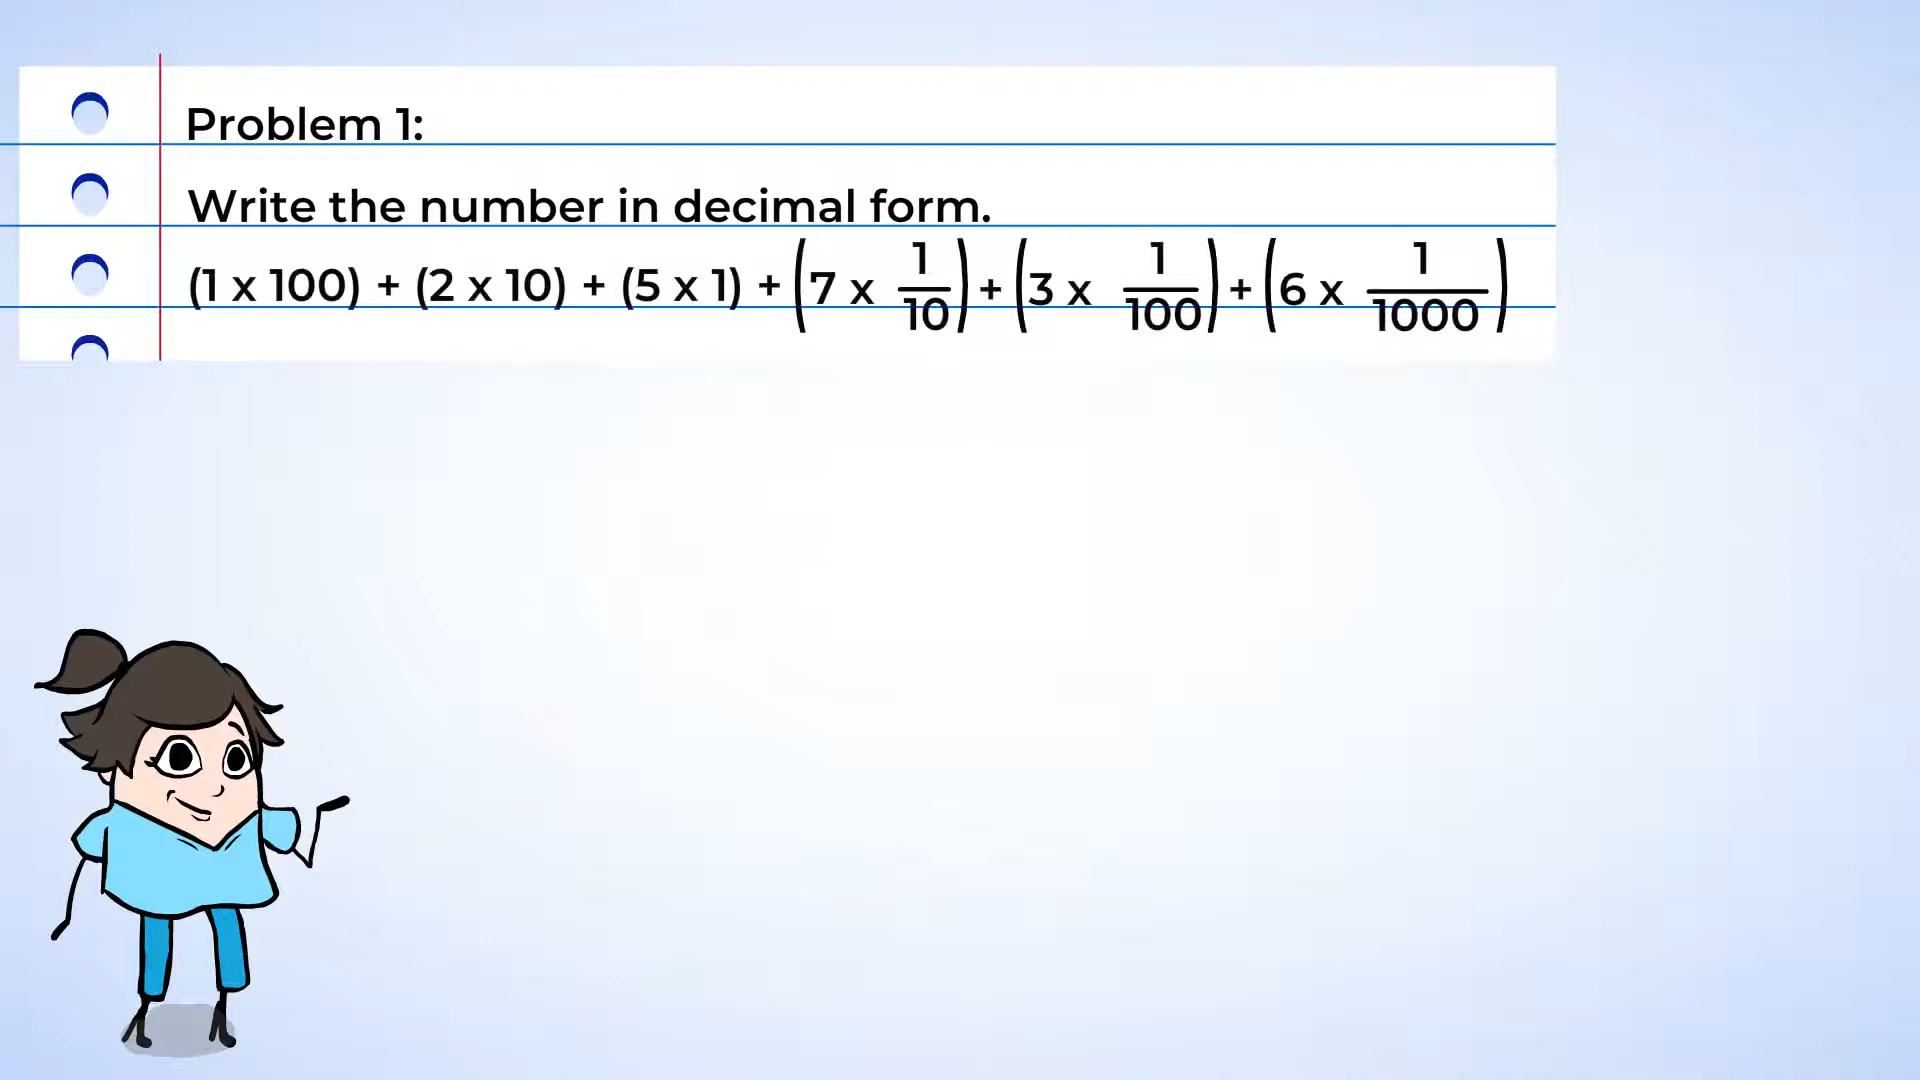 Problem 1:
Write the number in decimal form.
(1 x 100) + (2 x 10) + (5 x 1) + (7 x 1/10) + (3 x 1/100) + (6 x 1/1000)